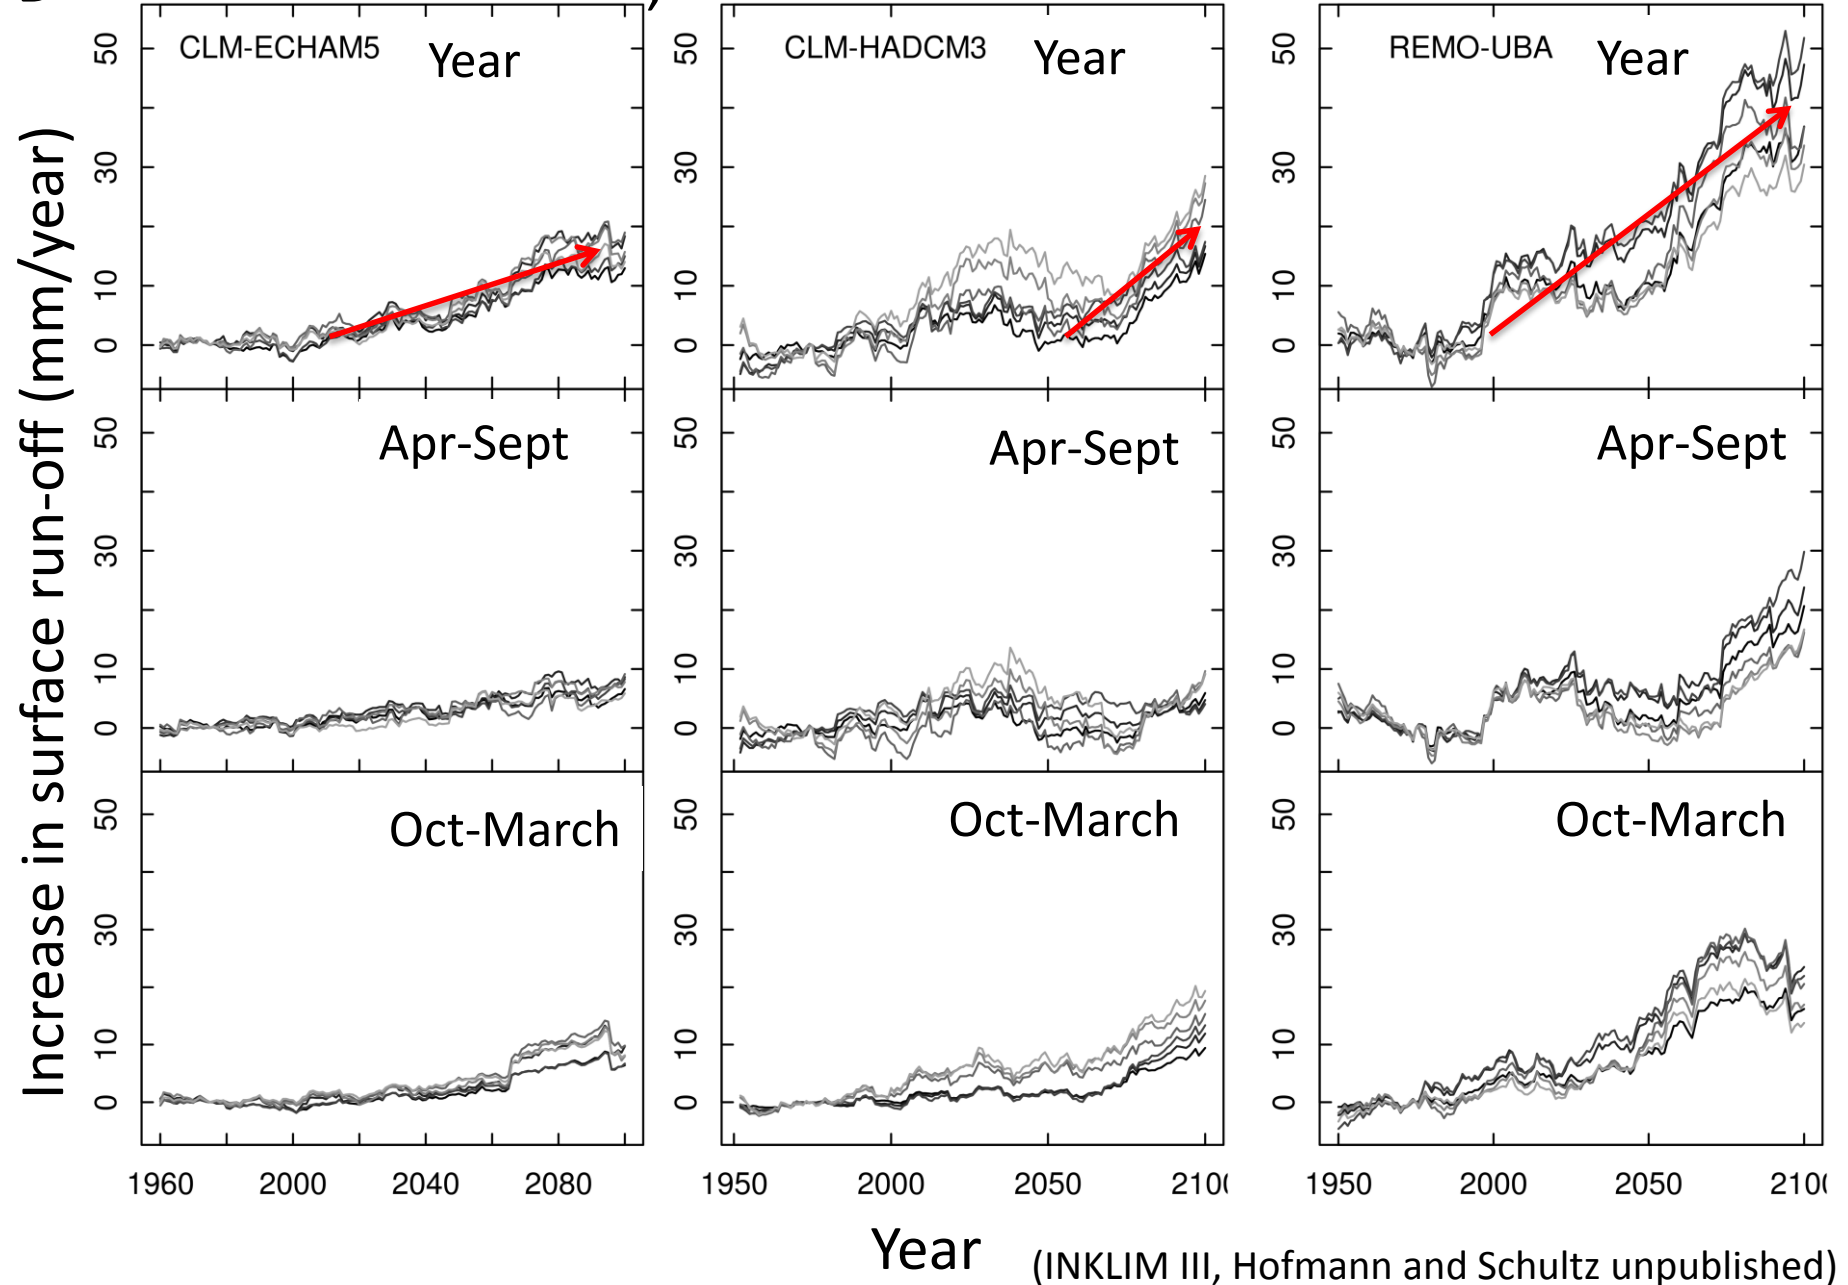 Increase in surface run-off (mm/year)
CLM-ECHAM5 Year
CLM-HADCM3 Year
REMO-UBA Year
50
30
10
0
50
30
10
0
50
30
10
0
Apr-Sept
Apr-Sept
Apr-Sept
50
30
10
0
50
30
10
0
50
30
10
0
Oct-March
Oct-March
Oct-March
50
30
10
0
50
30
10
0
50
30
10
0
1960 2000 2040 2080
1950 2000 2050
1950 2000 2050
Year
(INKLIM III, Hofmann and Schultz unpublished)